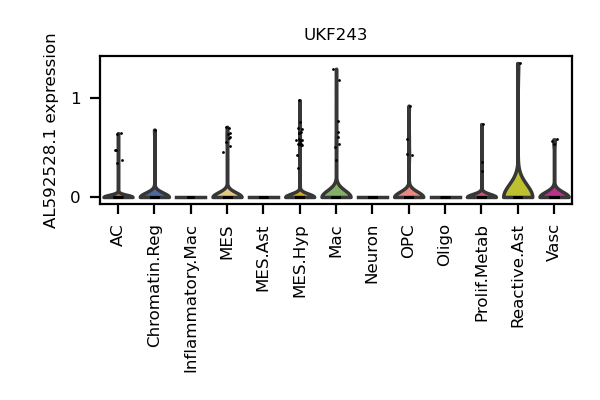 UKF243
AL592528.1 expression
1
0
AC
Chromatin.Reg
Inflammatory.Mac
MES
MES.Ast
MES.Hyp
Mac
Neuron
OPC
Oligo
Prolif.Metab
Reactive.Ast
Vasc